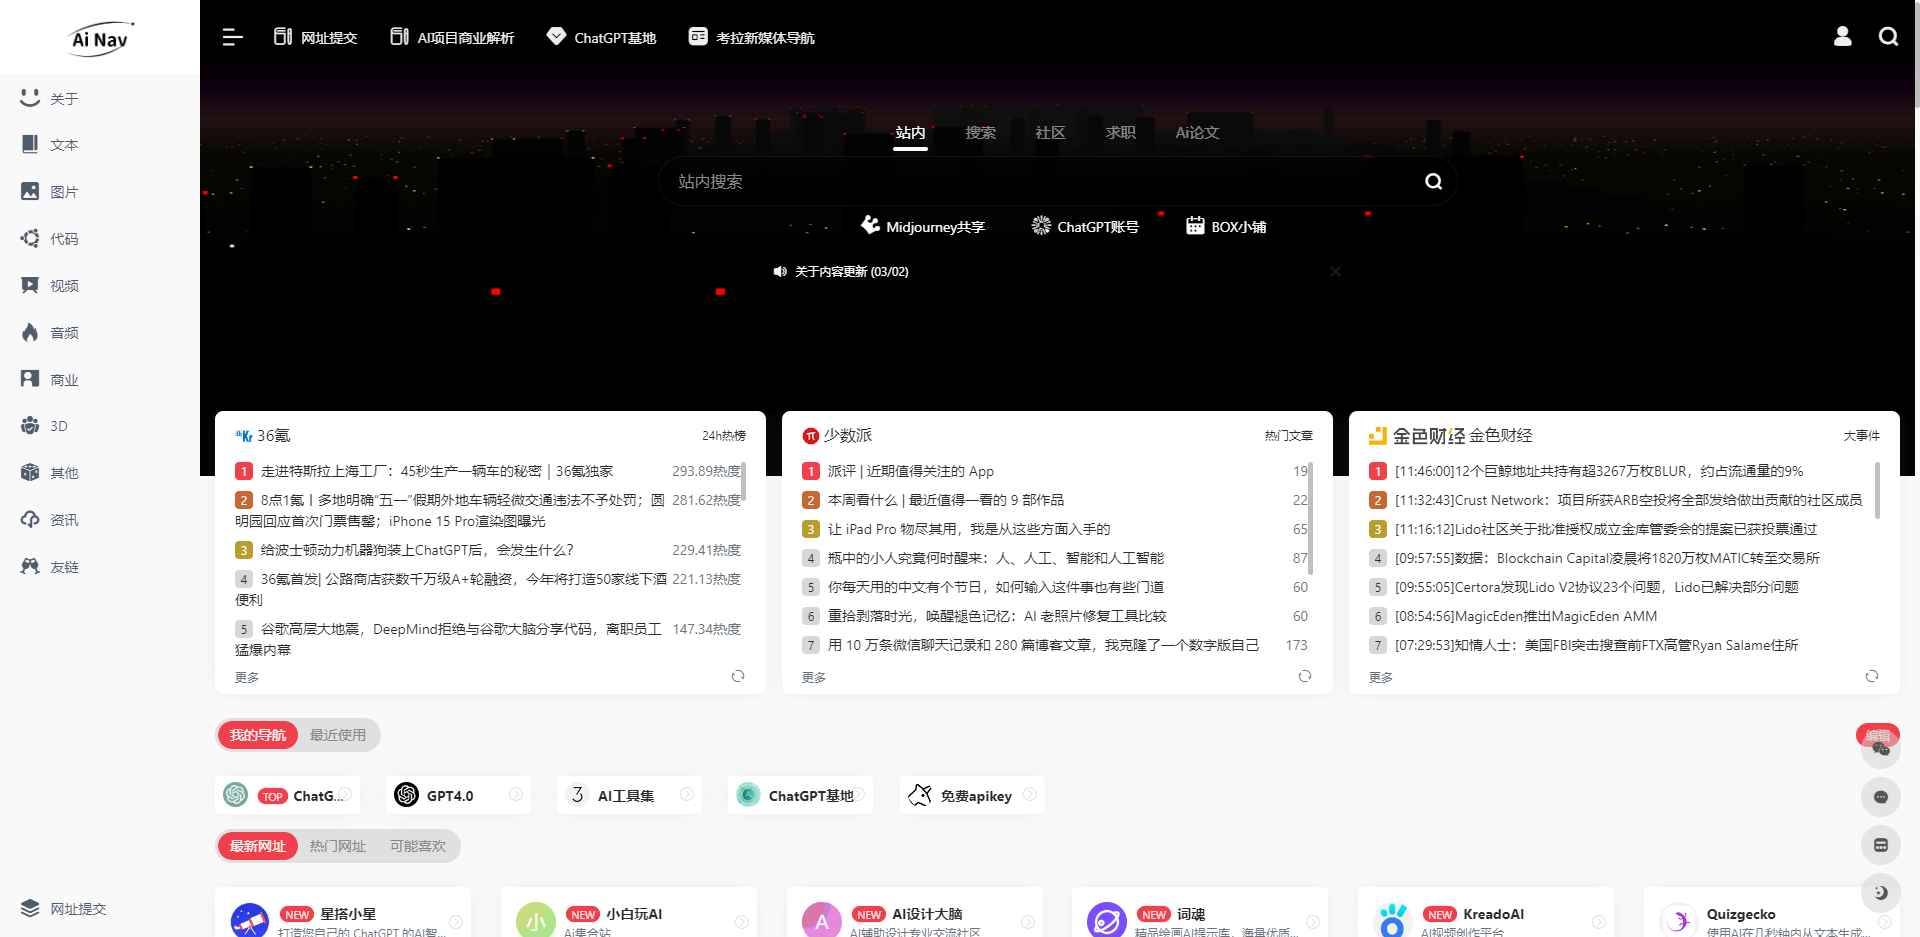 Ai Nav
网址提交
AI项目商业解析
ChatGPT基地
考拉新媒体导航
关于
文本
图片
代码
视频
音频
商业
3D
其他
资讯
友链
网址提交
站内
搜索
社区
求职
Ai论文
站内搜索
Midjourney共享
ChatGPT账号
BOX小铺
关于内容更新 (03/02)
36Kr 36氪
24h热榜
1 走进特斯拉上海工厂：45秒生产一辆车的秘密｜36氪独家 293.89热度
2 8点1氪丨多地明确“五一”假期外地车辆轻微交通违法不予处罚；圆 281.62热度
明园回应首次门票售罄；iPhone 15 Pro渲染图曝光
3 给波士顿动力机器狗装上ChatGPT后，会发生什么？ 229.41热度
4 36氪首发| 公路商店获数千万级A+轮融资，今年将打造50家线下酒 221.13热度
便利
5 谷歌高层大地震，DeepMind拒绝与谷歌大脑分享代码，离职员工 147.34热度
猛爆内幕
更多
少数派
热门文章
1 派评 | 近期值得关注的 App 19
2 本周看什么 | 最近值得一看的 9 部作品 22
3 让 iPad Pro 物尽其用，我是从这些方面入手的 65
4 瓶中的小人究竟何时醒来：人、人工、智能和人工智能 87
5 你每天用的中文有个节日，如何输入这件事也有些门道 60
6 重拾剥落时光，唤醒褪色记忆：AI 老照片修复工具比较 60
7 用 10 万条微信聊天记录和 280 篇博客文章，我克隆了一个数字版自己 173
更多
金色财经 金色财经
大事件
1 [11:46:00]12个巨鲸地址共持有超3267万枚BLUR，约占流通量的9%
2 [11:32:43]Crust Network：项目所获ARB空投将全部发给做出贡献的社区成员
3 [11:16:12]Lido社区关于批准授权成立金库管委会的提案已获投票通过
4 [09:57:55]数据：Blockchain Capital凌晨将1820万枚MATIC转至交易所
5 [09:55:05]Certora发现Lido V2协议23个问题，Lido已解决部分问题
6 [08:54:56]MagicEden推出MagicEden AMM
7 [07:29:53]知情人士：美国FBI突击搜查前FTX高管Ryan Salame住所
更多
我的导航
最近使用
编辑
TOP ChatG...
GPT4.0
3 AI工具集
ChatGPT基地
免费apikey
最新网址
热门网址
可能喜欢
小
A
NEW 星搭小星
打造您自己的 ChatGPT 的AI智...
NEW 小白玩AI
Ai集合站
NEW AI设计大脑
AI辅助设计专业交流社区
NEW 词魂
精品绘画AI提示库，海量优质...
NEW KreadoAI
AI视频创作平台
Quizgecko
使用AI在几秒钟内从文本生成...